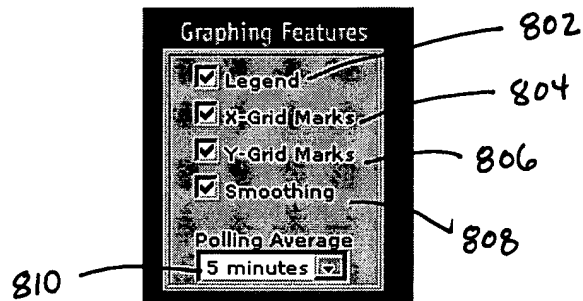 Graphing Features
802
Legend
804
X-Grid Marks
Y-Grid Marks
806
Smoothing
808
Polling Average
810
5 minutes